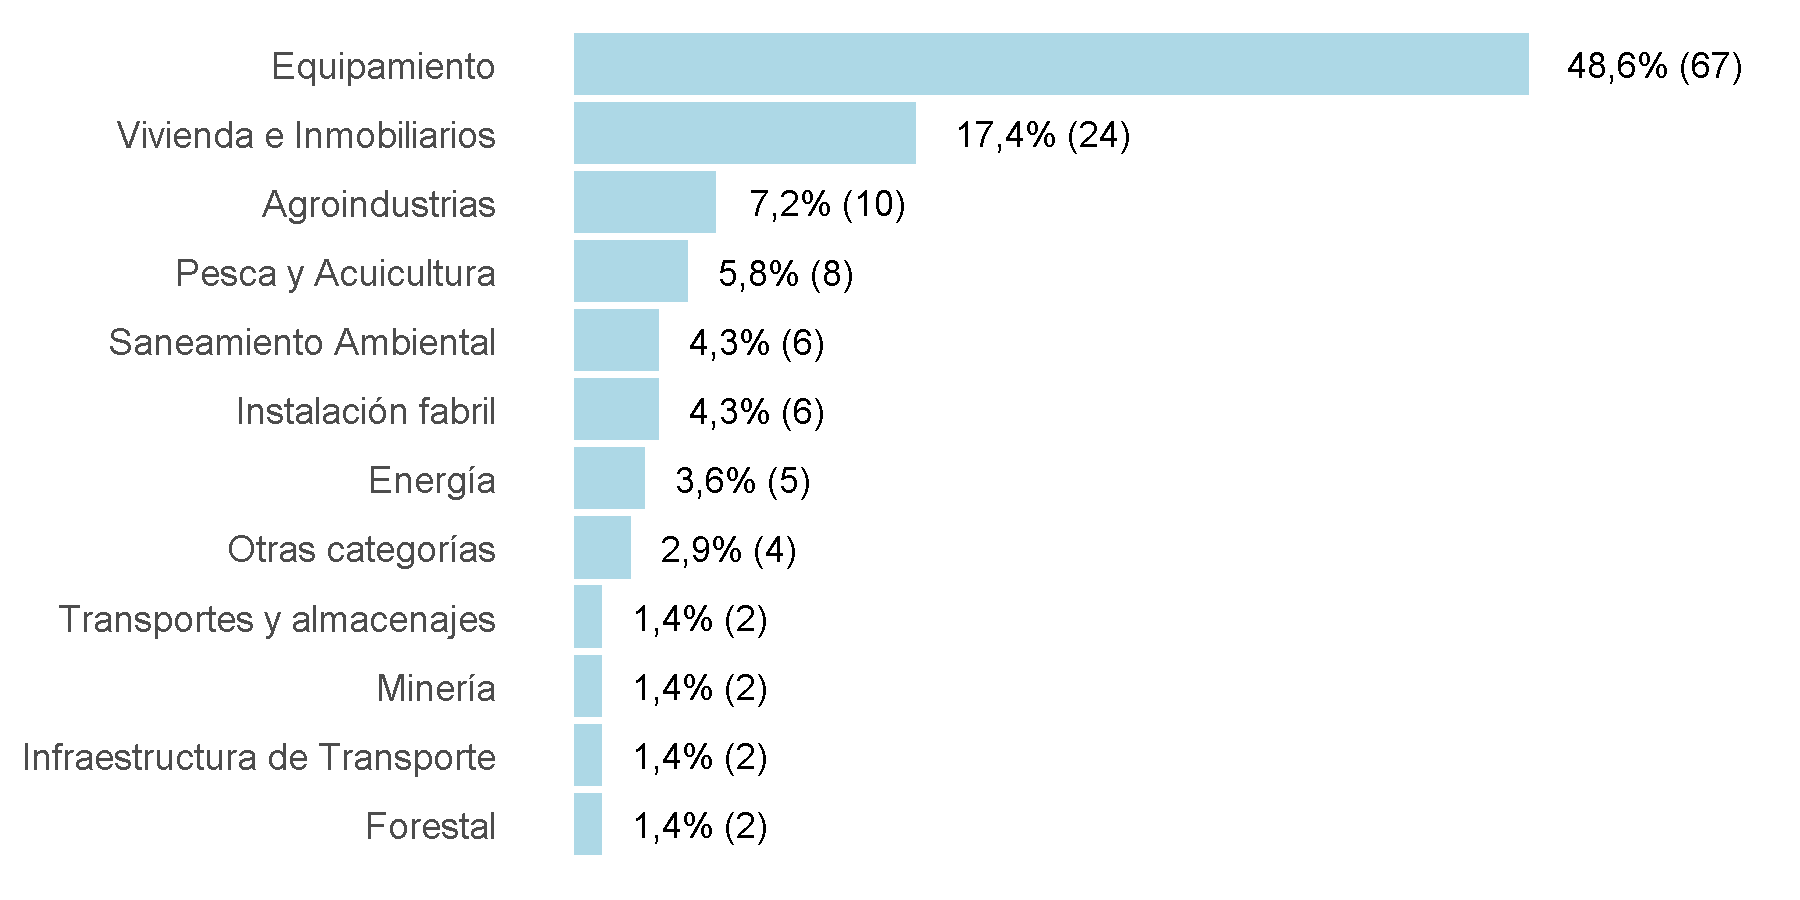 Equipamiento 48,6% (67)
Vivienda e Inmobiliarios 17,4% (24)
Agroindustrias 7,2% (10)
Pesca y Acuicultura 5,8% (8)
Saneamiento Ambiental 4,3% (6)
Instalación fabril 4,3% (6)
Energía 3,6% (5)
Otras categorías 2,9% (4)
Transportes y almacenajes 1,4% (2)
Minería 1,4% (2)
Infraestructura de Transporte 1,4% (2)
Forestal 1,4% (2)